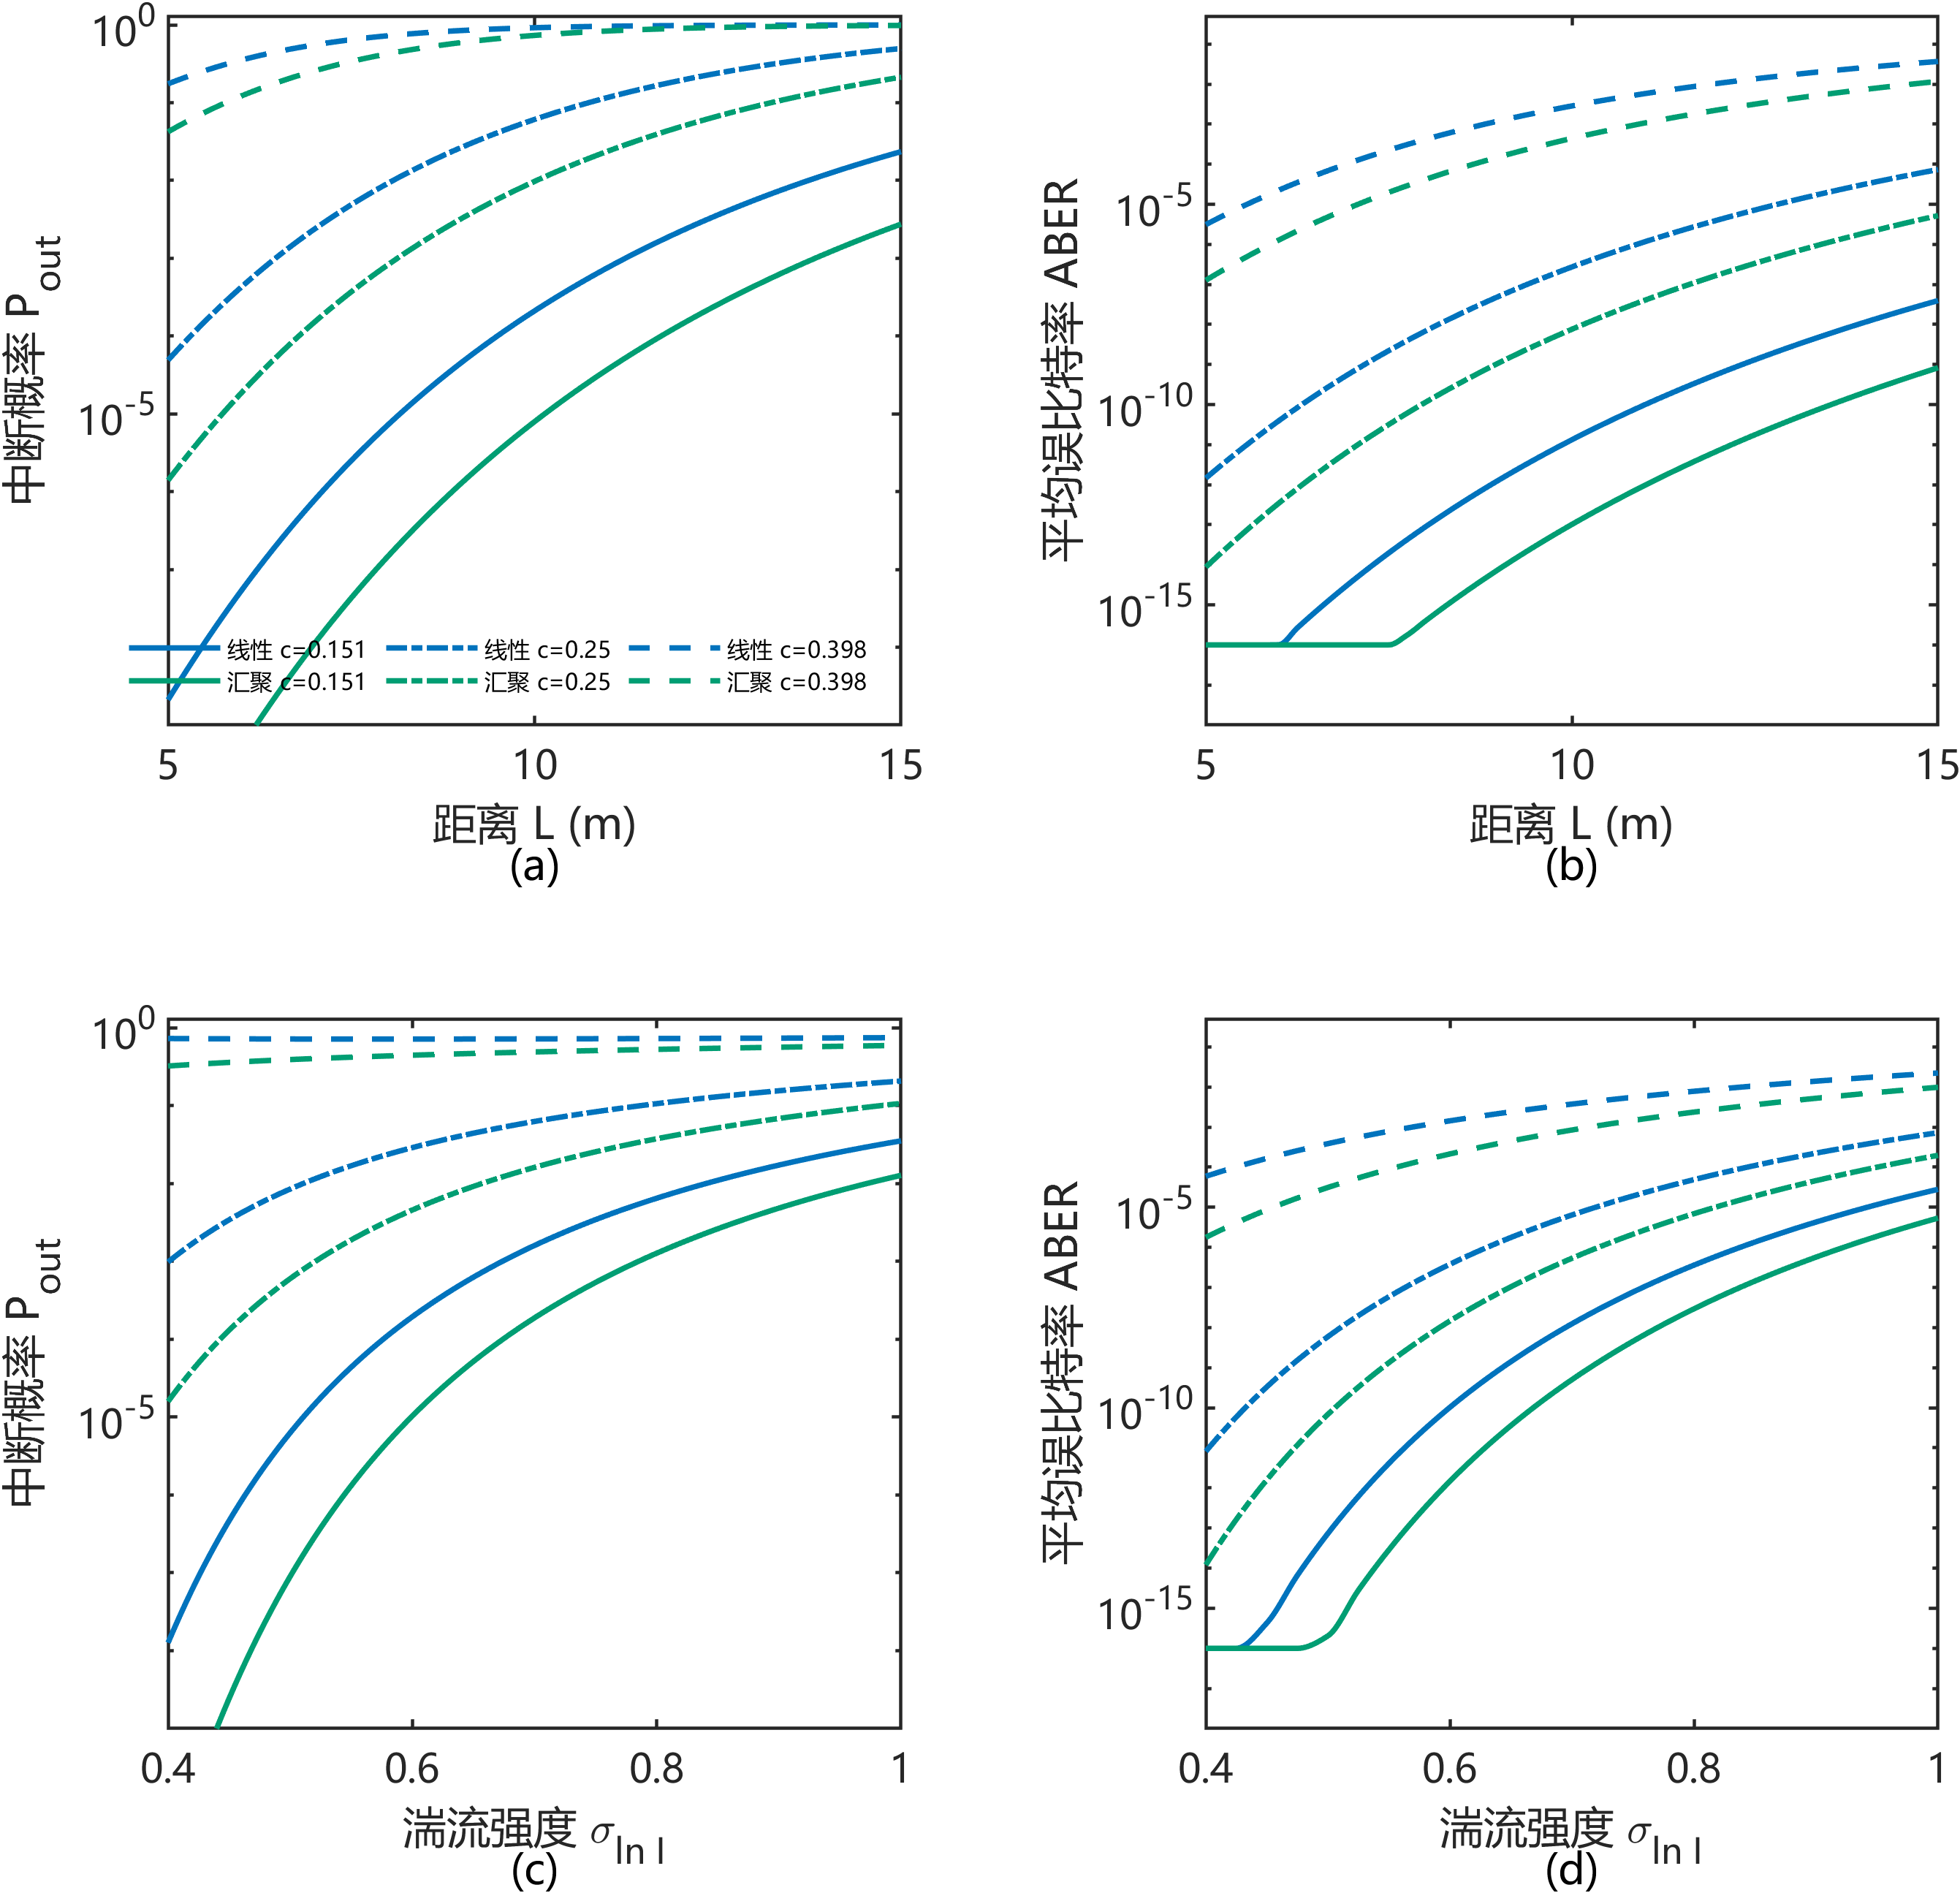 10^0
10^-5
中断概率 P_out
线性 c=0.151 线性 c=0.25 线性 c=0.398
汇聚 c=0.151 汇聚 c=0.25 汇聚 c=0.398
5 10 15
距离 L (m)
(a)
10^-5
10^-10
10^-15
平均误比特率 ABER
5 10 15
距离 L (m)
(b)
10^0
10^-5
中断概率 P_out
0.4 0.6 0.8 1
湍流强度 σ_ln I
(c)
10^-5
10^-10
10^-15
平均误比特率 ABER
0.4 0.6 0.8 1
湍流强度 σ_ln I
(d)